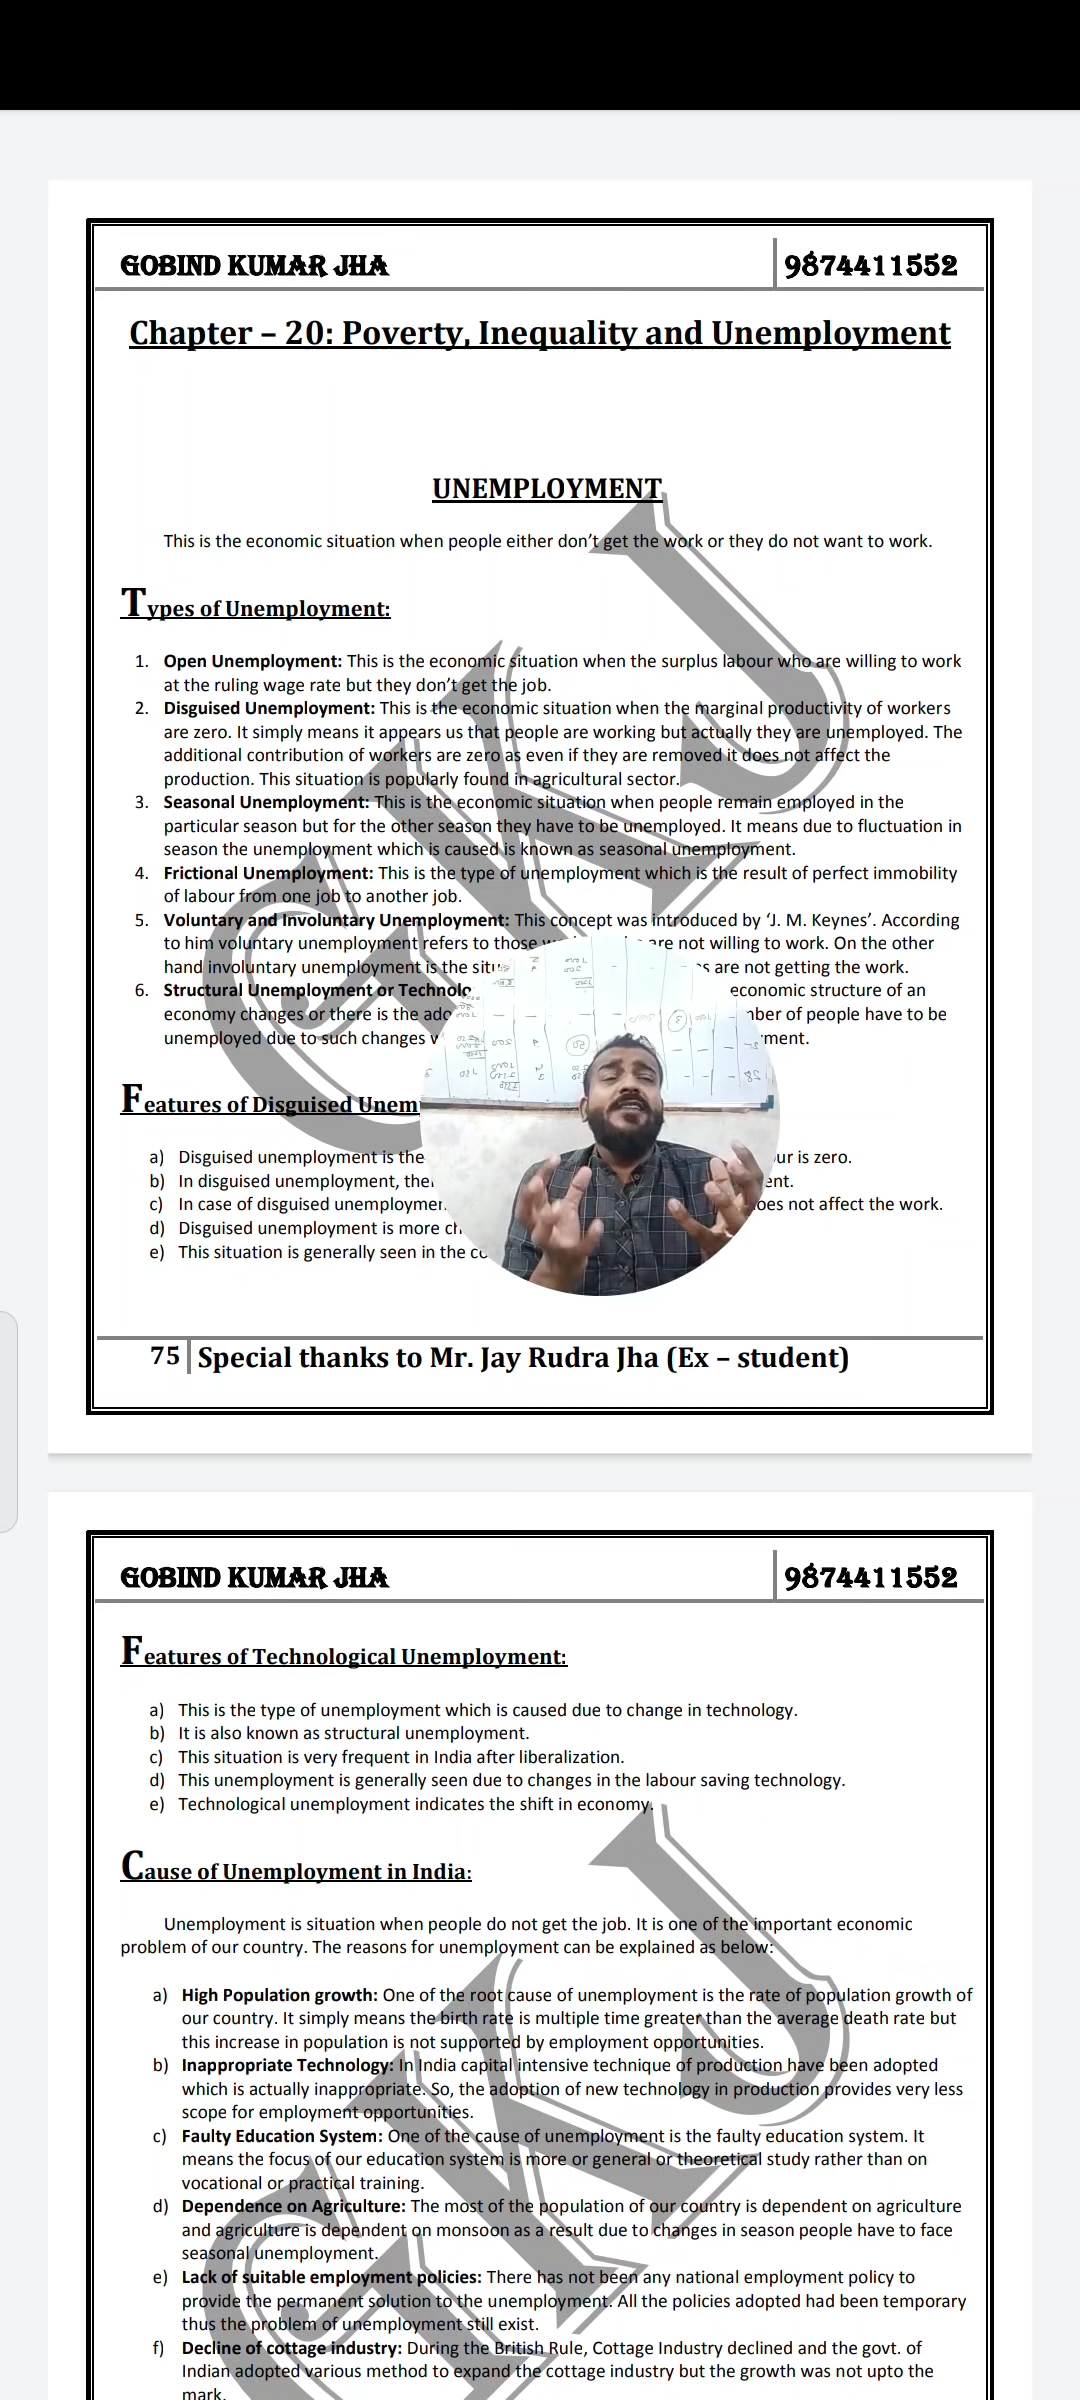 GOBIND KUMAR JHA 9874411552
Chapter – 20: Poverty, Inequality and Unemployment
UNEMPLOYMENT
This is the economic situation when people either don’t get the work or they do not want to work.
Types of Unemployment:
1. Open Unemployment: This is the economic situation when the surplus labour who are willing to work
at the ruling wage rate but they don’t get the job.
2. Disguised Unemployment: This is the economic situation when the marginal productivity of workers
are zero. It simply means it appears us that people are working but actually they are unemployed. The
additional contribution of workers are zero as even if they are removed it does not affect the
production. This situation is popularly found in agricultural sector.
3. Seasonal Unemployment: This is the economic situation when people remain employed in the
particular season but for the other season they have to be unemployed. It means due to fluctuation in
season the unemployment which is caused is known as seasonal unemployment.
4. Frictional Unemployment: This is the type of unemployment which is the result of perfect immobility
of labour from one job to another job.
5. Voluntary and Involuntary Unemployment: This concept was introduced by ‘J. M. Keynes’. According
to him voluntary unemployment refers to those are not willing to work. On the other
hand involuntary unemployment is the are not getting the work.
6. Structural Unemployment or economic structure of an
economy changes or there is the of people have to be
unemployed due to such changes
Features of Disguised
a) Disguised unemployment is the is zero.
b) In disguised unemployment,
c) In case of disguised does not affect the work.
d) Disguised unemployment is more
e) This situation is generally seen in the
75 Special thanks to Mr. Jay Rudra Jha (Ex – student)
GOBIND KUMAR JHA 9874411552
Features of Technological Unemployment:
a) This is the type of unemployment which is caused due to change in technology.
b) It is also known as structural unemployment.
c) This situation is very frequent in India after liberalization.
d) This unemployment is generally seen due to changes in the labour saving technology.
e) Technological unemployment indicates the shift in economy.
Cause of Unemployment in India:
Unemployment is situation when people do not get the job. It is one of the important economic
problem of our country. The reasons for unemployment can be explained as below:
a) High Population growth: One of the root cause of unemployment is the rate of population growth of
our country. It simply means the birth rate is multiple time greater than the average death rate but
this increase in population is not supported by employment opportunities.
b) Inappropriate Technology: In India capital intensive technique of production have been adopted
which is actually inappropriate. So, the adoption of new technology in production provides very less
scope for employment opportunities.
c) Faulty Education System: One of the cause of unemployment is the faulty education system. It
means the focus of our education system is more or general or theoretical study rather than on
vocational or practical training.
d) Dependence on Agriculture: The most of the population of our country is dependent on agriculture
and agriculture is dependent on monsoon as a result due to changes in season people have to face
seasonal unemployment.
e) Lack of suitable employment policies: There has not been any national employment policy to
provide the permanent solution to the unemployment. All the policies adopted had been temporary
thus the problem of unemployment still exist.
f) Decline of cottage industry: During the British Rule, Cottage Industry declined and the govt. of
Indian adopted various method to expand the cottage industry but the growth was not upto the
mark.
GKJ
GKJ